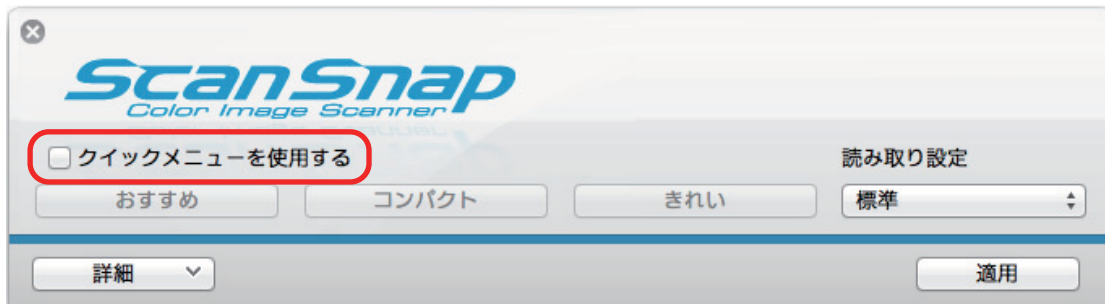 ScanSnap
Color Image Scanner
クイックメニューを使用する
読み取り設定
おすすめ
コンパクト
きれい
標準
詳細
適用